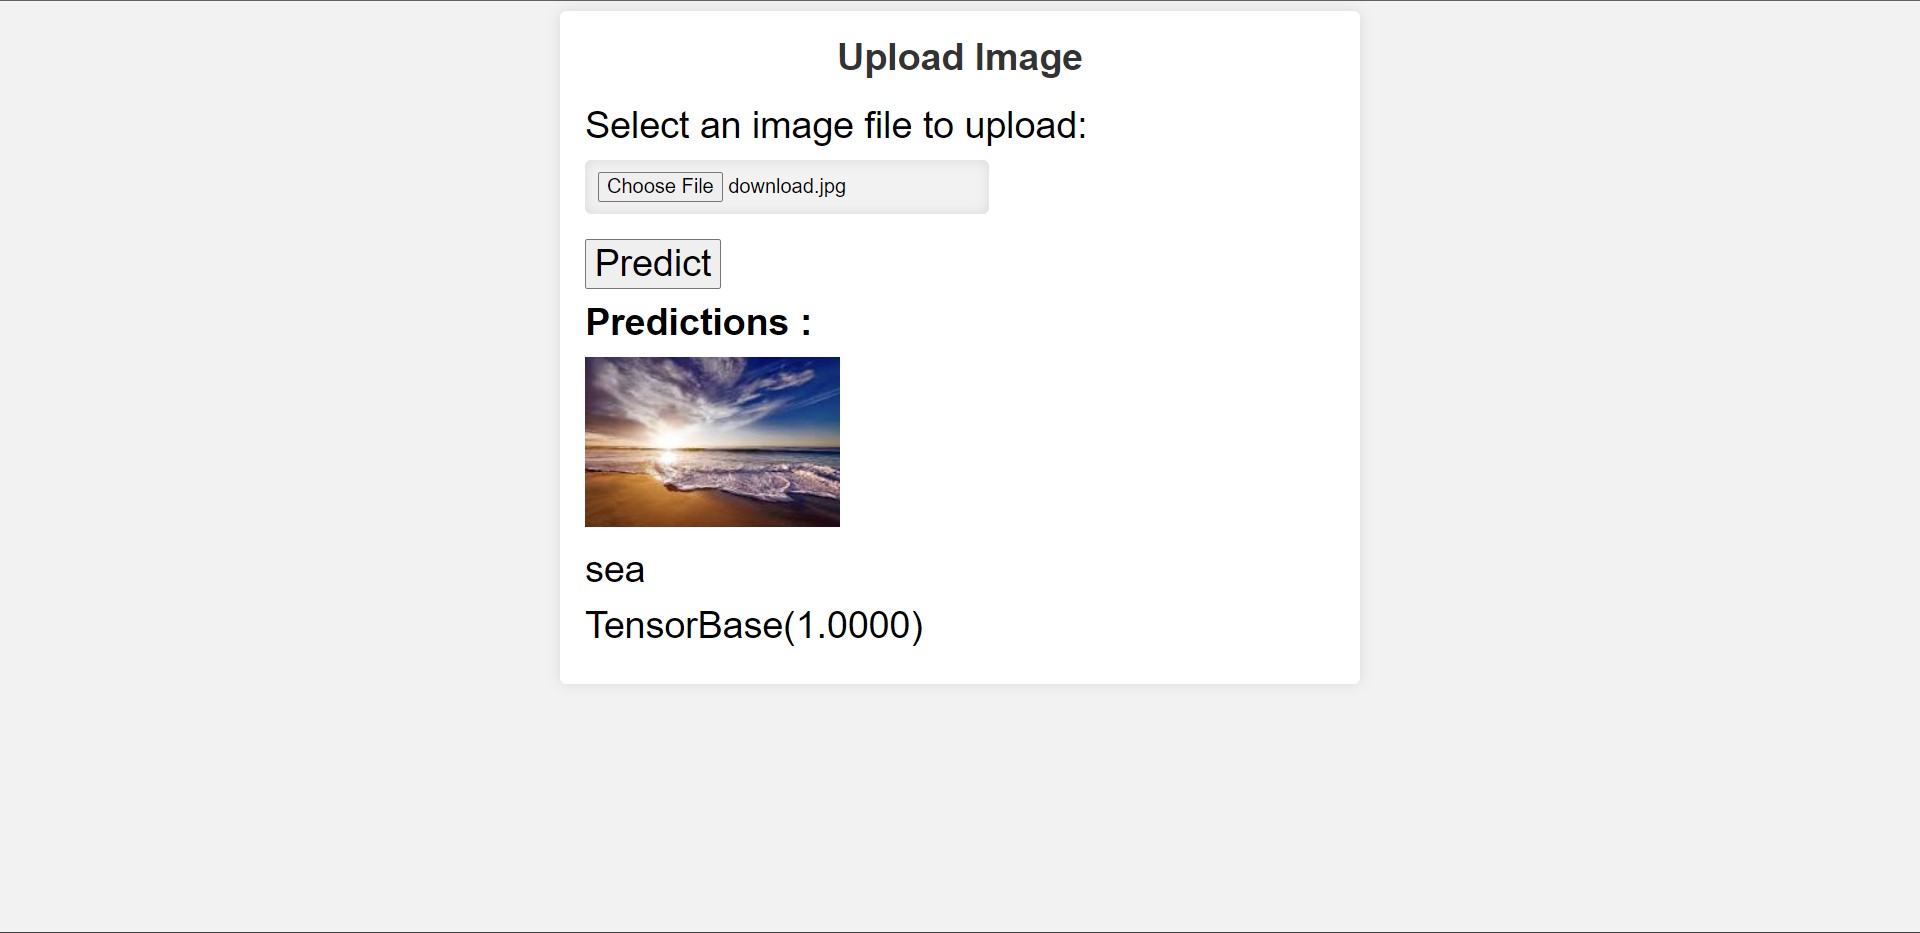 Upload Image
Select an image file to upload:
Choose File download.jpg
Predict
Predictions :
sea
TensorBase(1.0000)